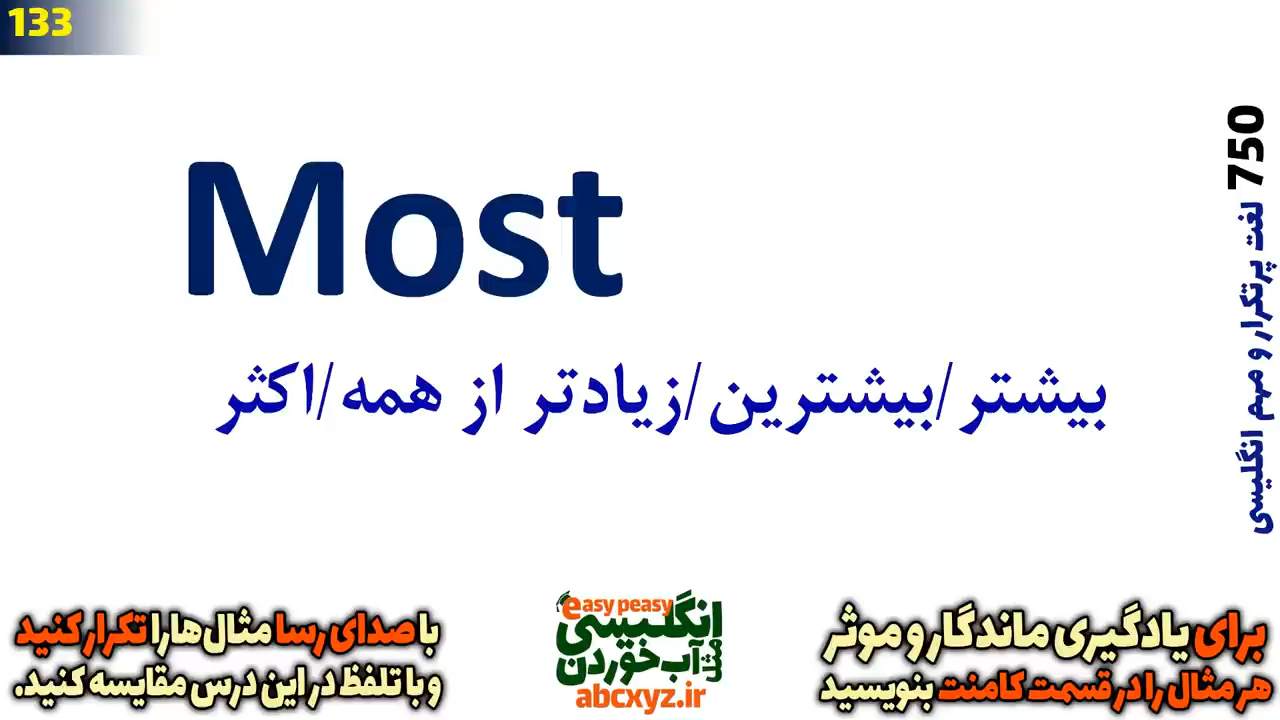 133
Most
بیشتر/بیشترین/زیادتر از همه/اکثر
750 لغت پرتکرار و مهم انگلیسی
برای یادگیری ماندگار و موثر
هر مثال را در قسمت کامنت بنویسید
easy peasy
انگلیسی
مثل آب خوردن
abcxyz.ir
با صدای رسا مثال‌ها را تکرار کنید
و با تلفظ در این درس مقایسه کنید.